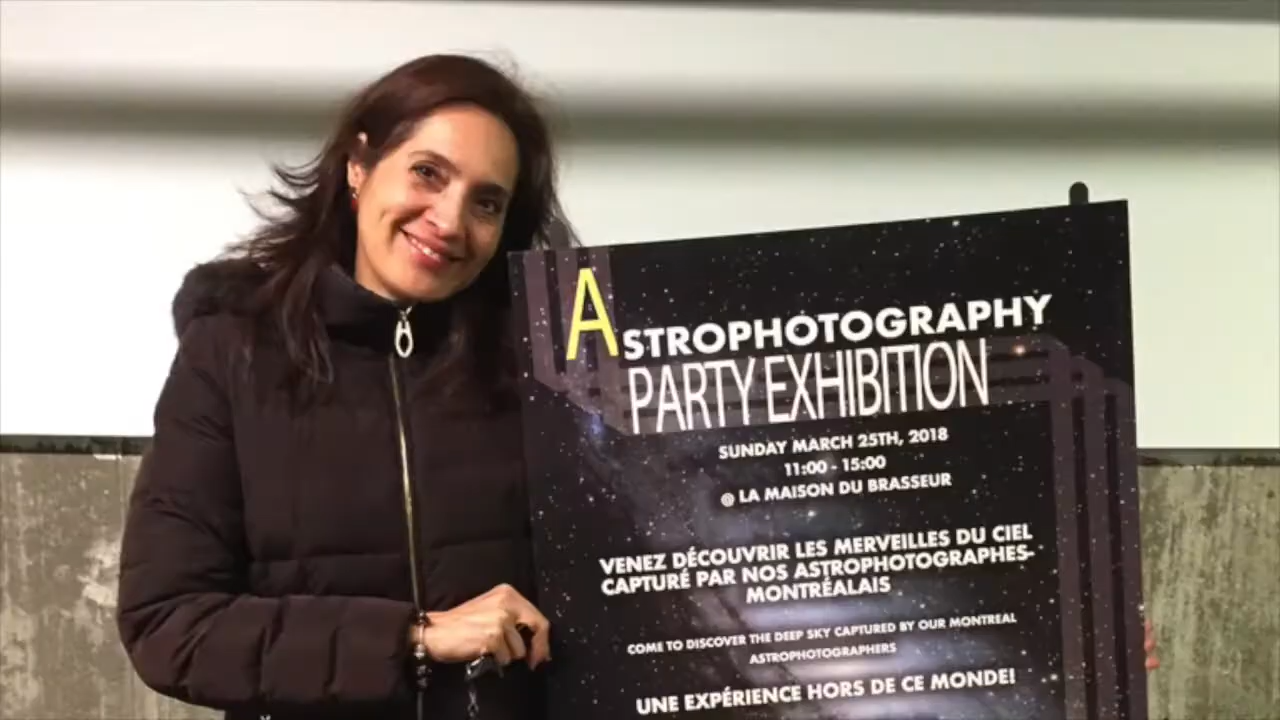 ASTROPHOTOGRAPHY
PARTY EXHIBITION
SUNDAY MARCH 25TH, 2018
11:00 - 15:00
@ LA MAISON DU BRASSEUR
VENEZ DÉCOUVRIR LES MERVEILLES DU CIEL
CAPTURÉ PAR NOS ASTROPHOTOGRAPHES-
MONTRÉALAIS
COME TO DISCOVER THE DEEP SKY CAPTURED BY OUR MONTREAL
ASTROPHOTOGRAPHERS
UNE EXPÉRIENCE HORS DE CE MONDE!